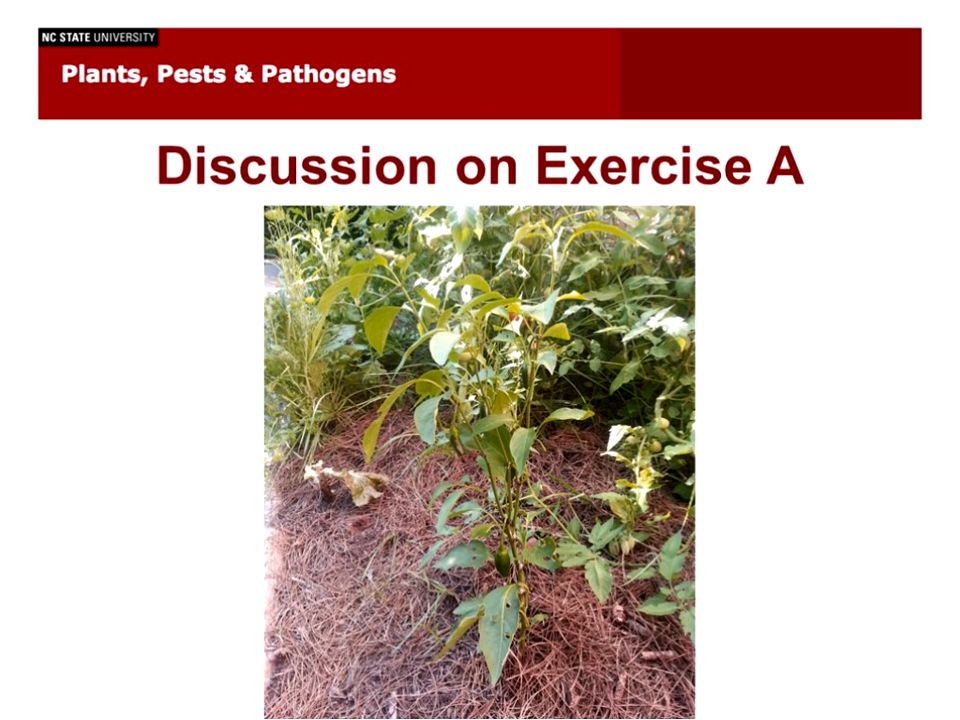 NC STATE UNIVERSITY
Plants, Pests & Pathogens
Discussion on Exercise A